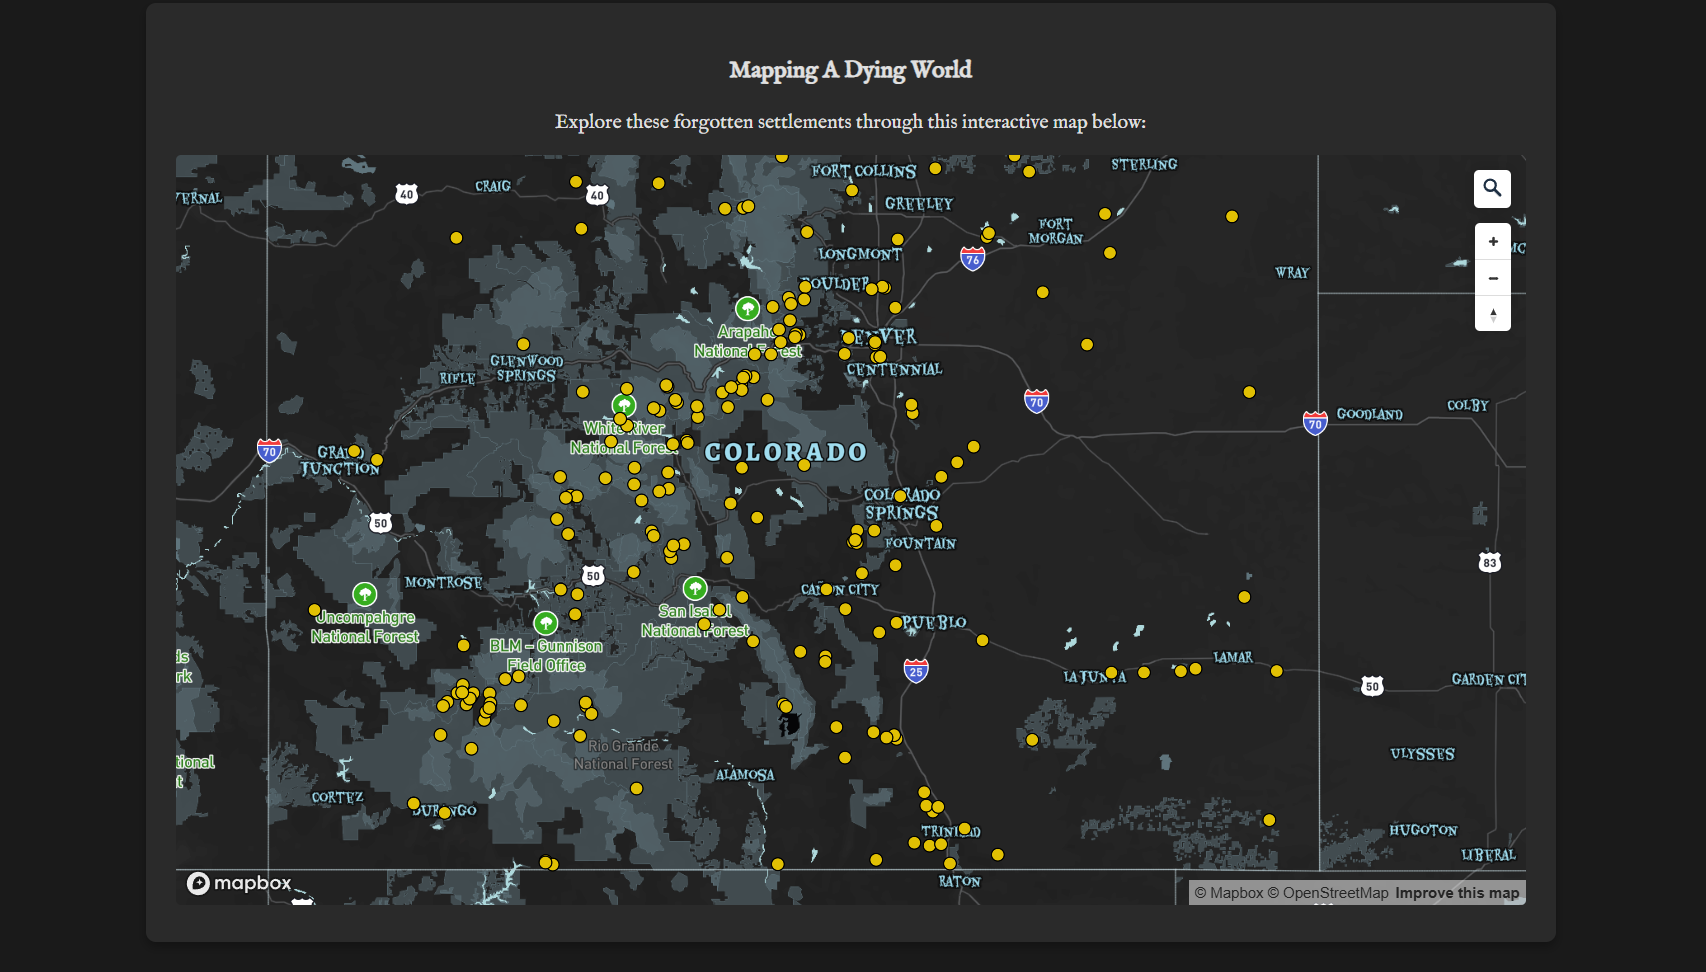 Mapping A Dying World
Explore these forgotten settlements through this interactive map below:
STERLING
FORT COLLINS
CRAIG
40
40
VERNAL
GREELEY
FORT
MORGAN
LONGMONT
76
WRAY
BOULDER
Arapaho
National Forest
DENVER
CENTENNIAL
GLENWOOD
SPRINGS
RIFLE
70
GOODLAND
COLBY
70
White River
National Forest
70
GRAND
JUNCTION
COLORADO
COLORADO
SPRINGS
50
FOUNTAIN
83
50
MONTROSE
CANON CITY
San Isabel
National Forest
Uncompahgre
National Forest
PUEBLO
BLM – Gunnison
Field Office
25
LAMAR
LA JUNTA
50
GARDEN CIT
ds
rk
Rio Grande
National Forest
ULYSSES
tional
t
ALAMOSA
CORTEZ
DURANGO
TRINIDAD
HUGOTON
LIBERAL
RATON
mapbox
© Mapbox © OpenStreetMap Improve this map